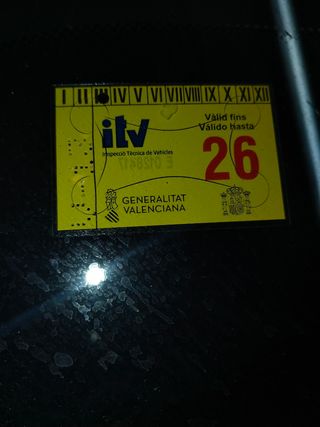 I II III IV V VI VII VIII IX X XI XII
Vàlid fins
Válido hasta
itv
Inspecció Tècnica de Vehicles
26
GENERALITAT
VALENCIANA